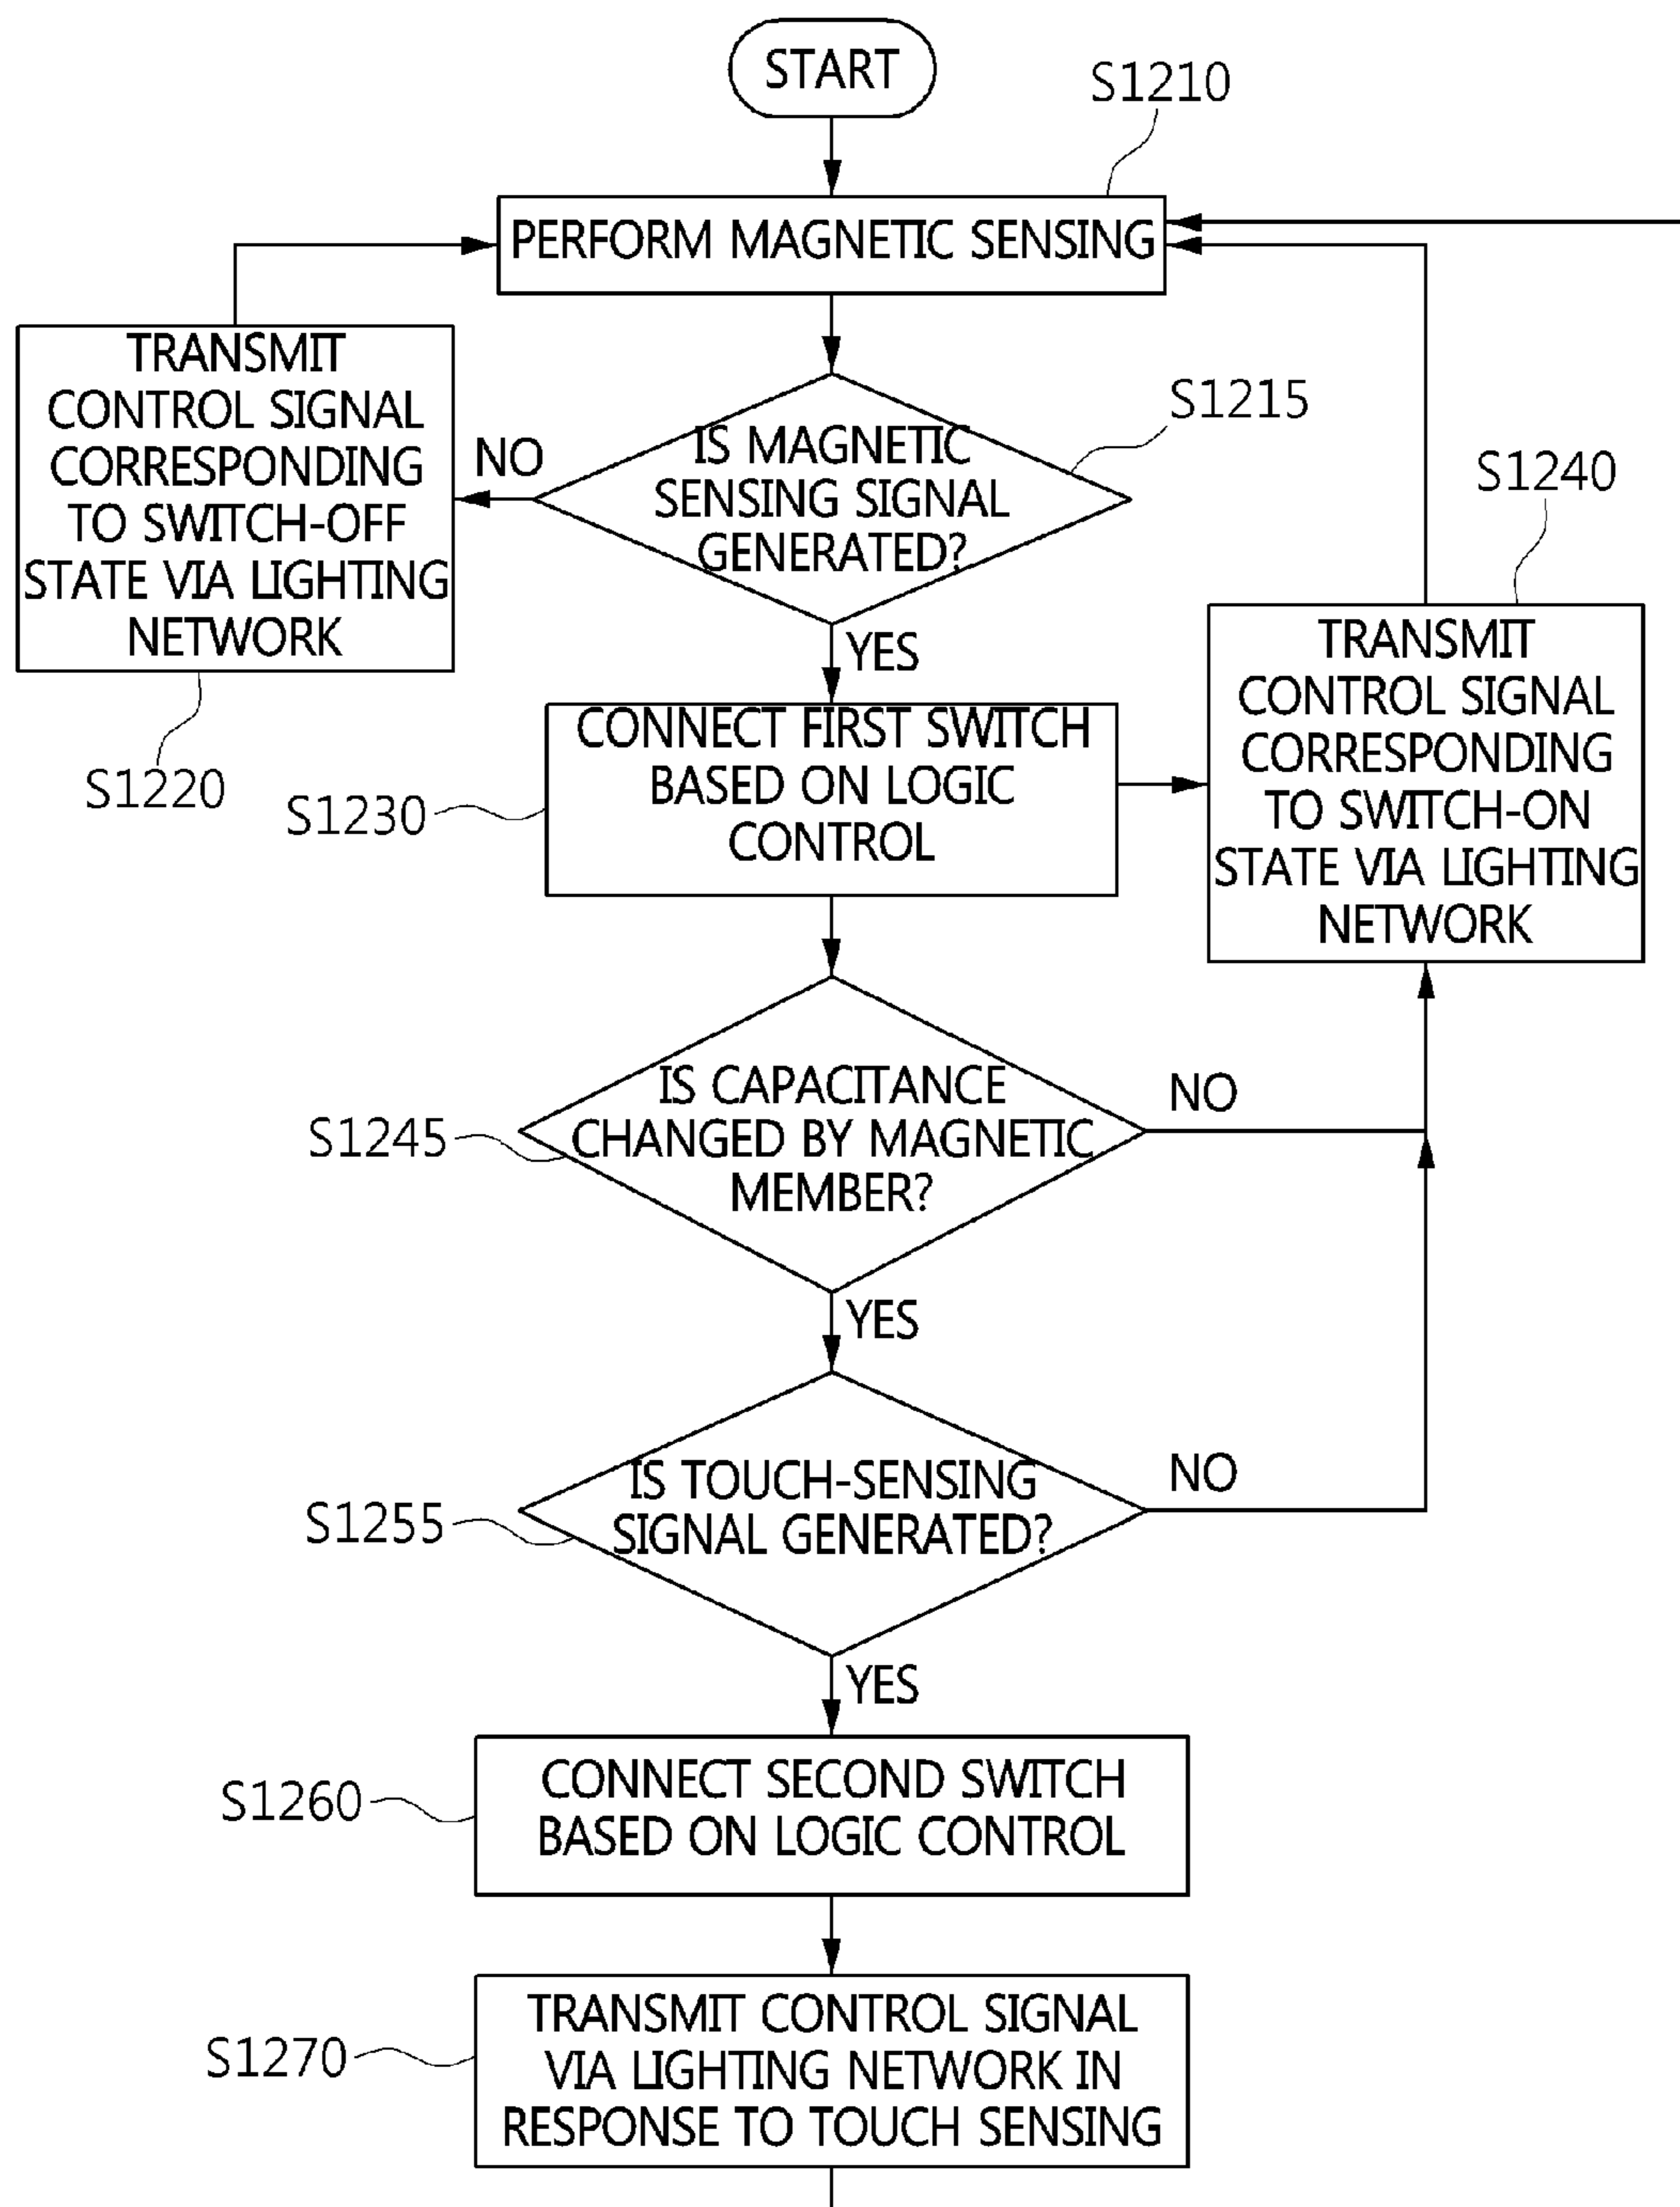 START
S1210
PERFORM MAGNETIC SENSING
TRANSMIT
CONTROL SIGNAL
CORRESPONDING
TO SWITCH-OFF
STATE VIA LIGHTING
NETWORK
S1220
NO
IS MAGNETIC
SENSING SIGNAL
GENERATED?
S1215
YES
S1240
TRANSMIT
CONTROL SIGNAL
CORRESPONDING
TO SWITCH-ON
STATE VIA LIGHTING
NETWORK
CONNECT FIRST SWITCH
BASED ON LOGIC
CONTROL
S1230
IS CAPACITANCE
CHANGED BY MAGNETIC
MEMBER?
NO
S1245
YES
IS TOUCH-SENSING
SIGNAL GENERATED?
NO
S1255
YES
CONNECT SECOND SWITCH
BASED ON LOGIC CONTROL
S1260
TRANSMIT CONTROL SIGNAL
VIA LIGHTING NETWORK IN
RESPONSE TO TOUCH SENSING
S1270